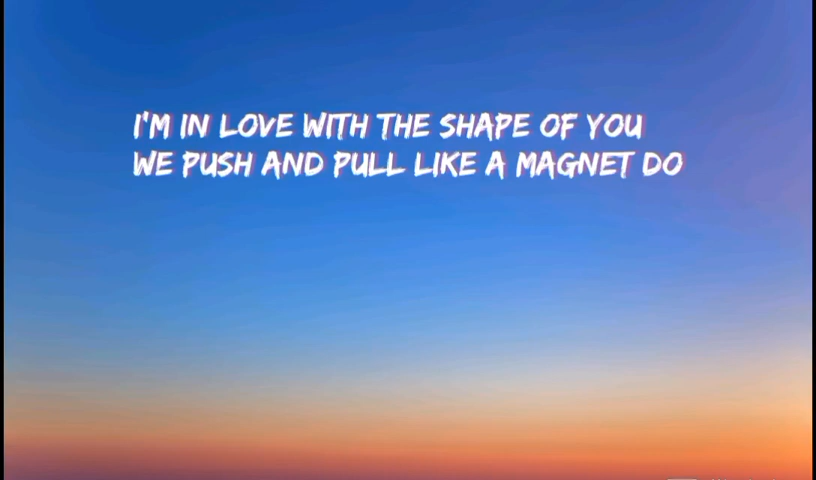 I'M IN LOVE WITH THE SHAPE OF YOU
WE PUSH AND PULL LIKE A MAGNET DO